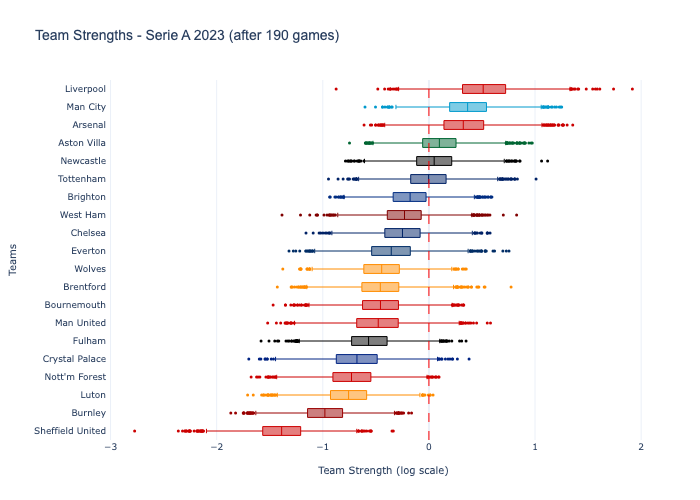 Team Strengths - Serie A 2023 (after 190 games)
Teams
Liverpool
Man City
Arsenal
Aston Villa
Newcastle
Tottenham
Brighton
West Ham
Chelsea
Everton
Wolves
Brentford
Bournemouth
Man United
Fulham
Crystal Palace
Nott'm Forest
Luton
Burnley
Sheffield United
−3 −2 −1 0 1 2
Team Strength (log scale)